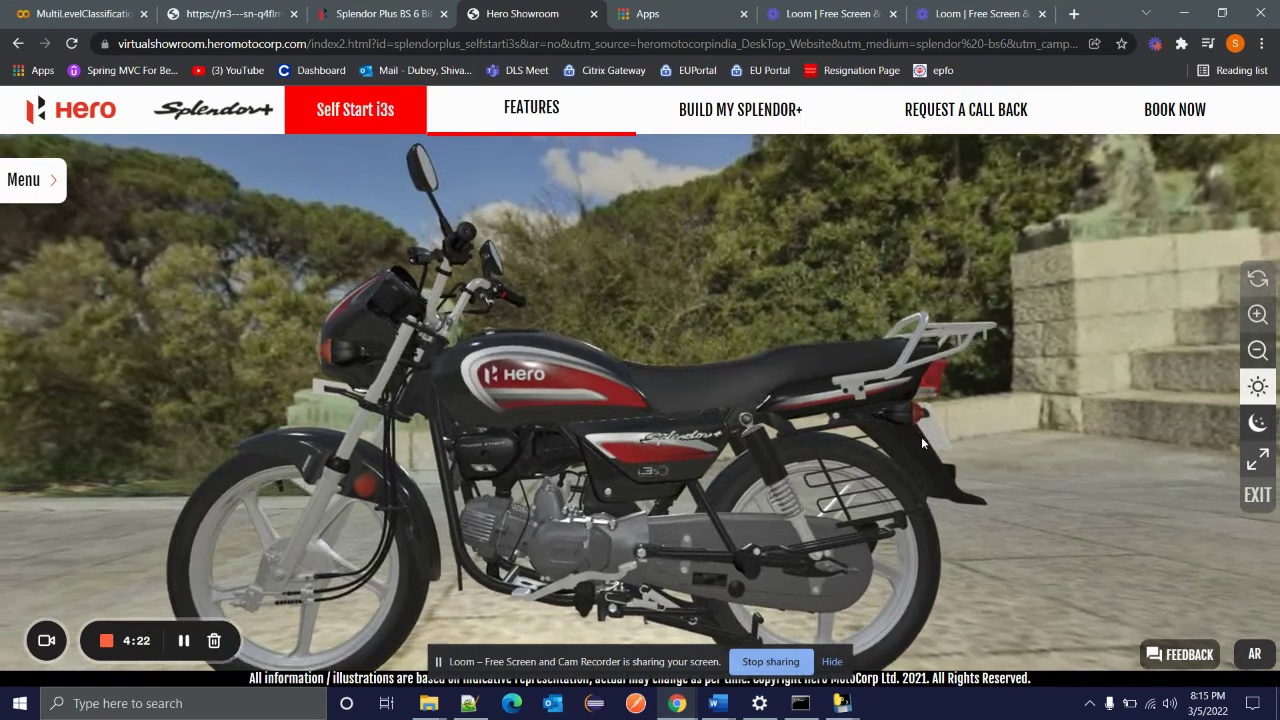 MultiLevelClassificatio
https://rr3---sn-q4flr
Splendor Plus BS 6 Bi
Hero Showroom
Apps
Loom | Free Screen &
Loom | Free Screen &
virtualshowroom.heromotocorp.com/index2.html?id=splendorplus_selfstarti3s&at=no&utm_source=heromotocorpindia_DeskTop_Website&utm_medium=splendor%20-bs6&utm_camp...
S
Apps
Spring MVC For Be...
(3) YouTube
Dashboard
Mail - Dubey, Shiva...
DLS Meet
Citrix Gateway
EUPortal
EU Portal
Resignation Page
epfo
Reading list
Hero
Splendor+
Self Start i3s
FEATURES
BUILD MY SPLENDOR+
REQUEST A CALL BACK
BOOK NOW
Menu
Hero
Splendor+
i3s
EXIT
4:22
Loom – Free Screen and Cam Recorder is sharing your screen.
Stop sharing
Hide
FEEDBACK
AR
All information / illustrations are based on indicative representation, actual may change as per time. Copyright Hero MotoCorp Ltd. 2021. All Rights Reserved.
Type here to search
8:15 PM
3/5/2022